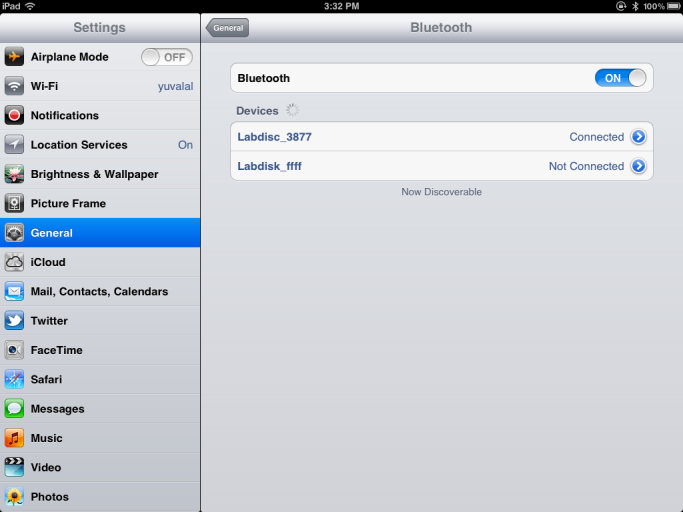 iPad 3:32 PM 100%
Settings
Airplane Mode OFF
Wi-Fi yuvalal
Notifications
Location Services On
Brightness & Wallpaper
Picture Frame
General
iCloud
Mail, Contacts, Calendars
Twitter
FaceTime
Safari
Messages
Music
Video
Photos
General Bluetooth
Bluetooth ON
Devices
Labdisc_3877 Connected
Labdisk_ffff Not Connected
Now Discoverable